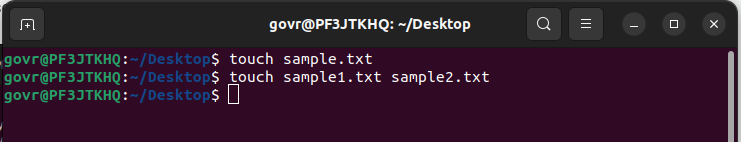 govr@PF3JTKHQ: ~/Desktop
govr@PF3JTKHQ:~/Desktop$ touch sample.txt
govr@PF3JTKHQ:~/Desktop$ touch sample1.txt sample2.txt
govr@PF3JTKHQ:~/Desktop$